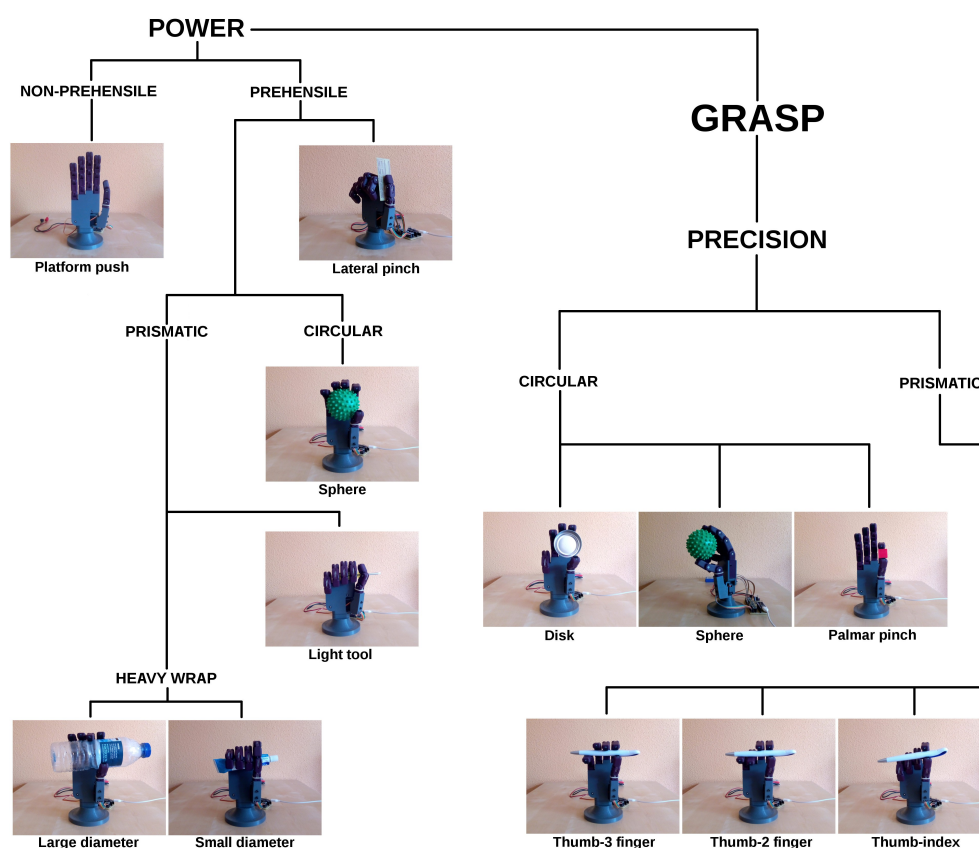 POWER
GRASP
NON-PREHENSILE
PREHENSILE
Platform push
Lateral pinch
PRECISION
PRISMATIC
CIRCULAR
Sphere
Light tool
HEAVY WRAP
Large diameter
Small diameter
CIRCULAR
PRISMATIC
Disk
Sphere
Palmar pinch
Thumb-3 finger
Thumb-2 finger
Thumb-index